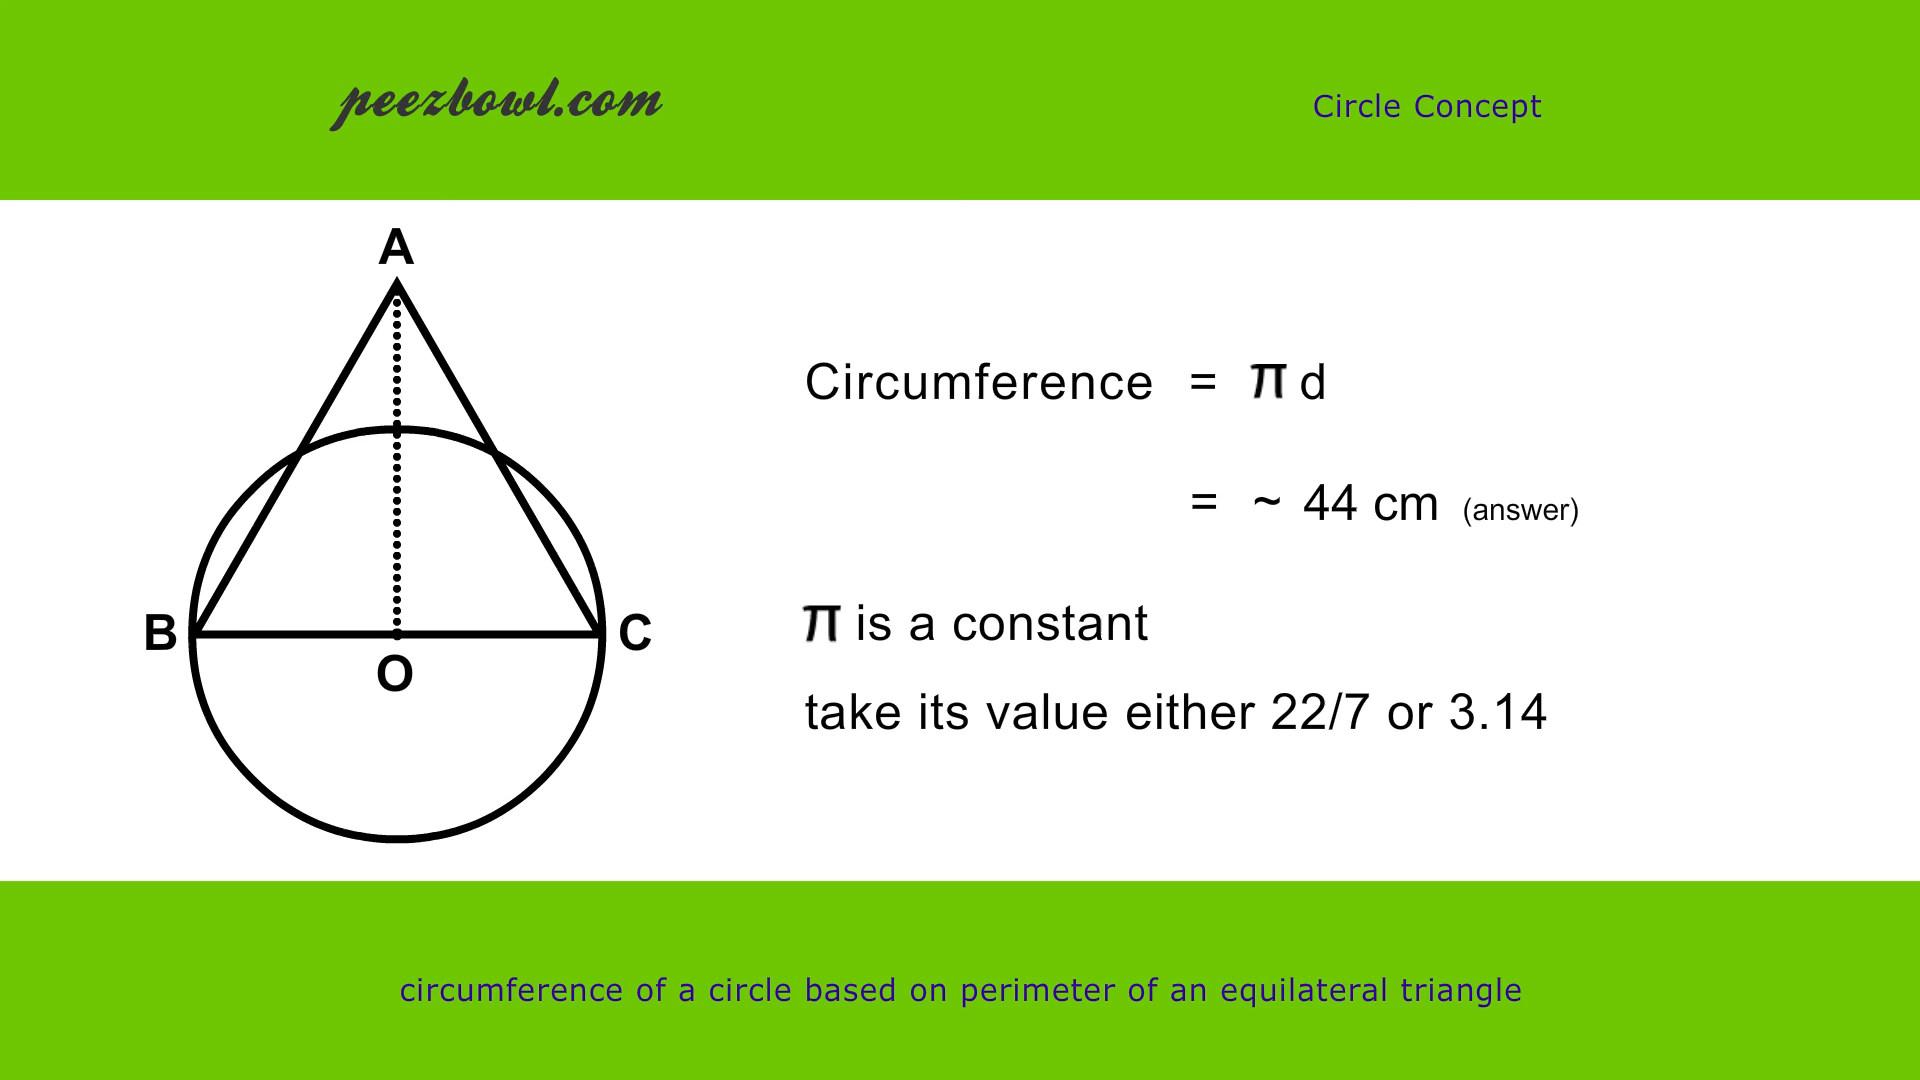 peezbowl.com
Circle Concept
A
B
C
O
Circumference = π d
= ~ 44 cm (answer)
π is a constant
take its value either 22/7 or 3.14
circumference of a circle based on perimeter of an equilateral triangle